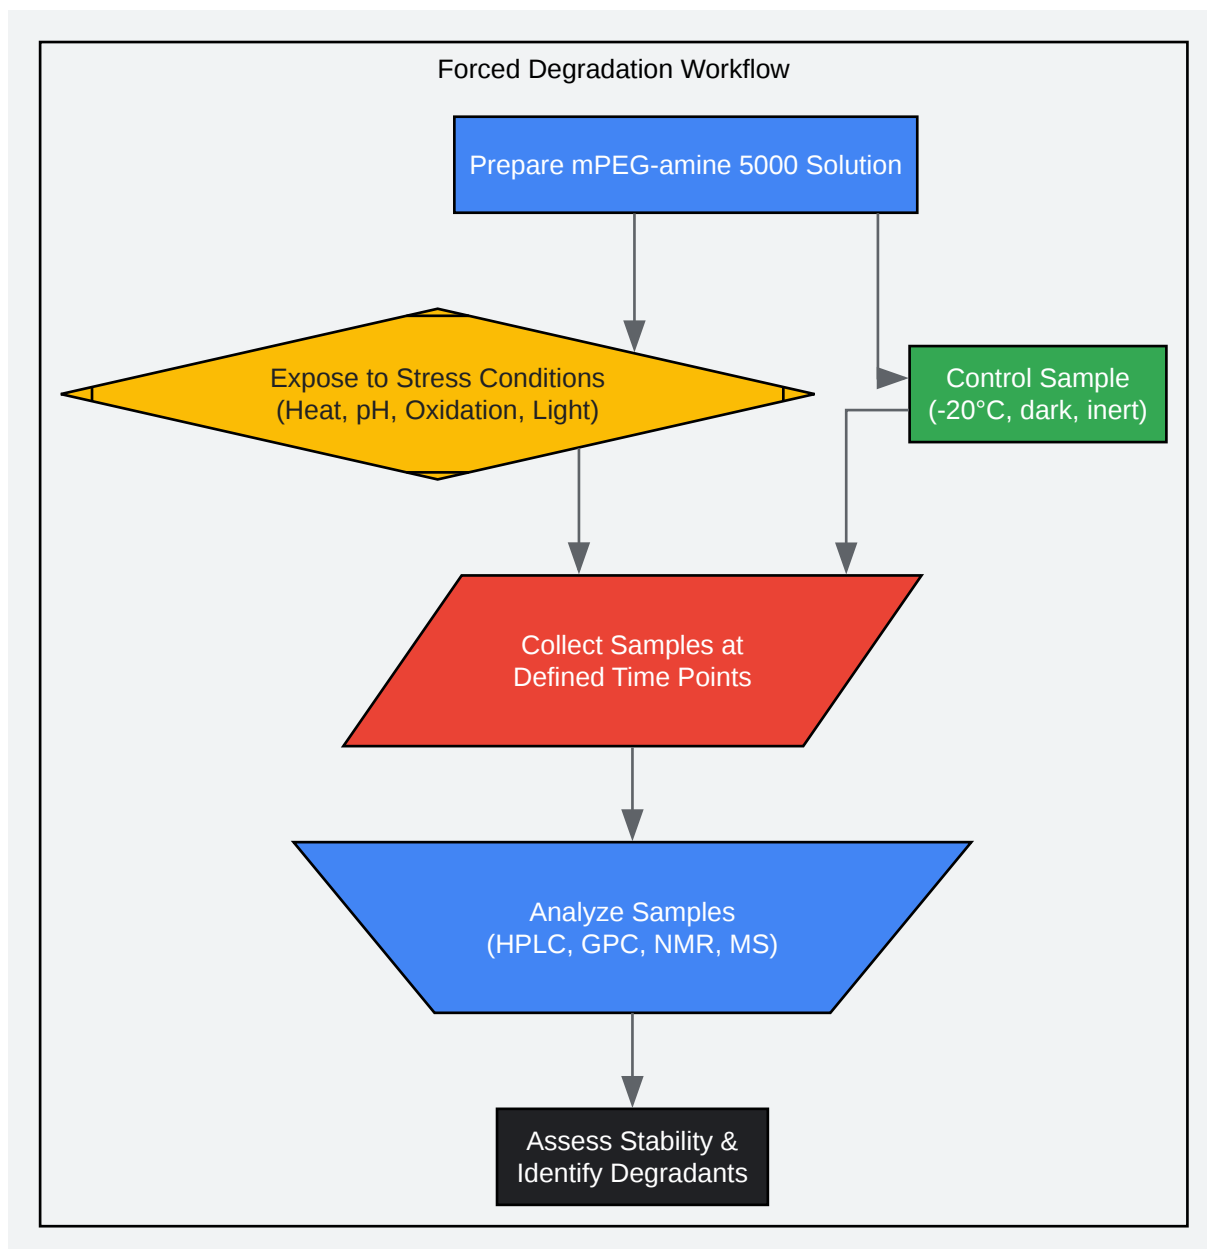 Forced Degradation Workflow
Prepare mPEG-amine 5000 Solution
Expose to Stress Conditions
(Heat, pH, Oxidation, Light)
Control Sample
(-20°C, dark, inert)
Collect Samples at
Defined Time Points
Analyze Samples
(HPLC, GPC, NMR, MS)
Assess Stability &
Identify Degradants